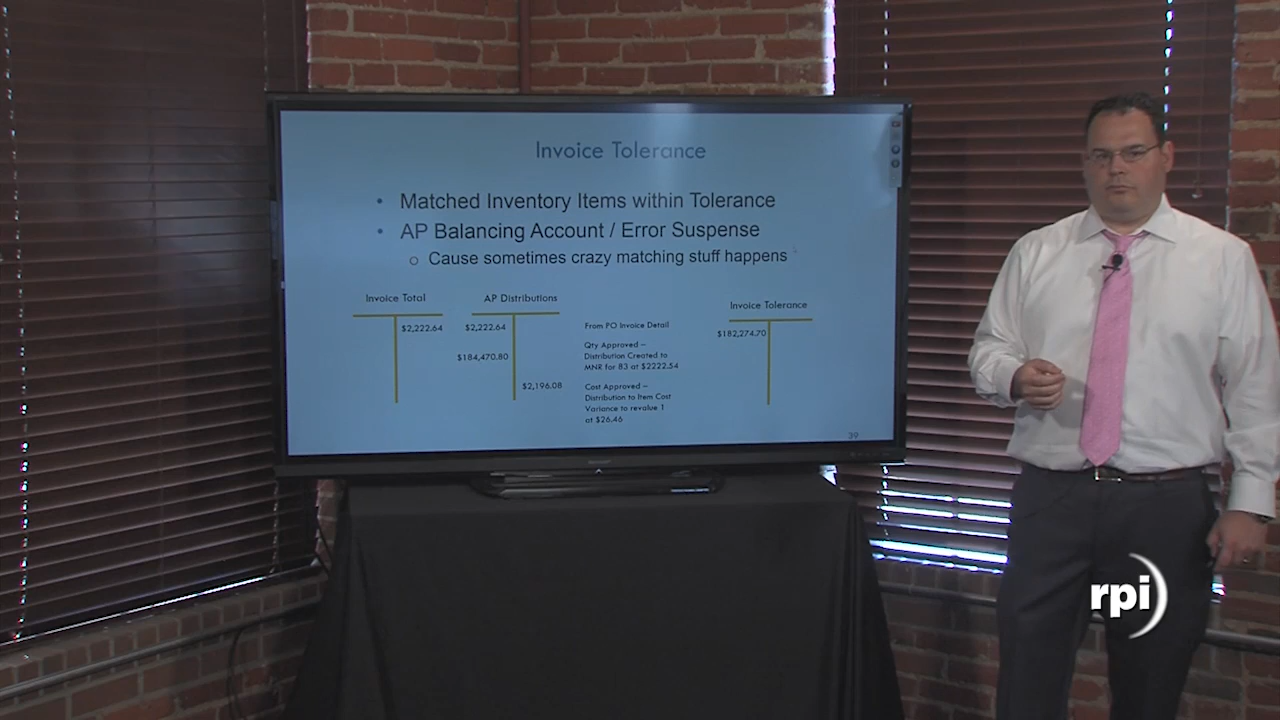 Invoice Tolerance
• Matched Inventory Items within Tolerance
• AP Balancing Account / Error Suspense
o Cause sometimes crazy matching stuff happens
Invoice Total
$2,222.64
AP Distributions
$2,222.64
$184,470.80
$2,196.08
From PO Invoice Detail
Qty Approved –
Distribution Created to
MNR for 83 at $2222.54
Cost Approved –
Distribution to Item Cost
Variance to revalue 1
at $26.46
Invoice Tolerance
$182,274.70
39
rpi